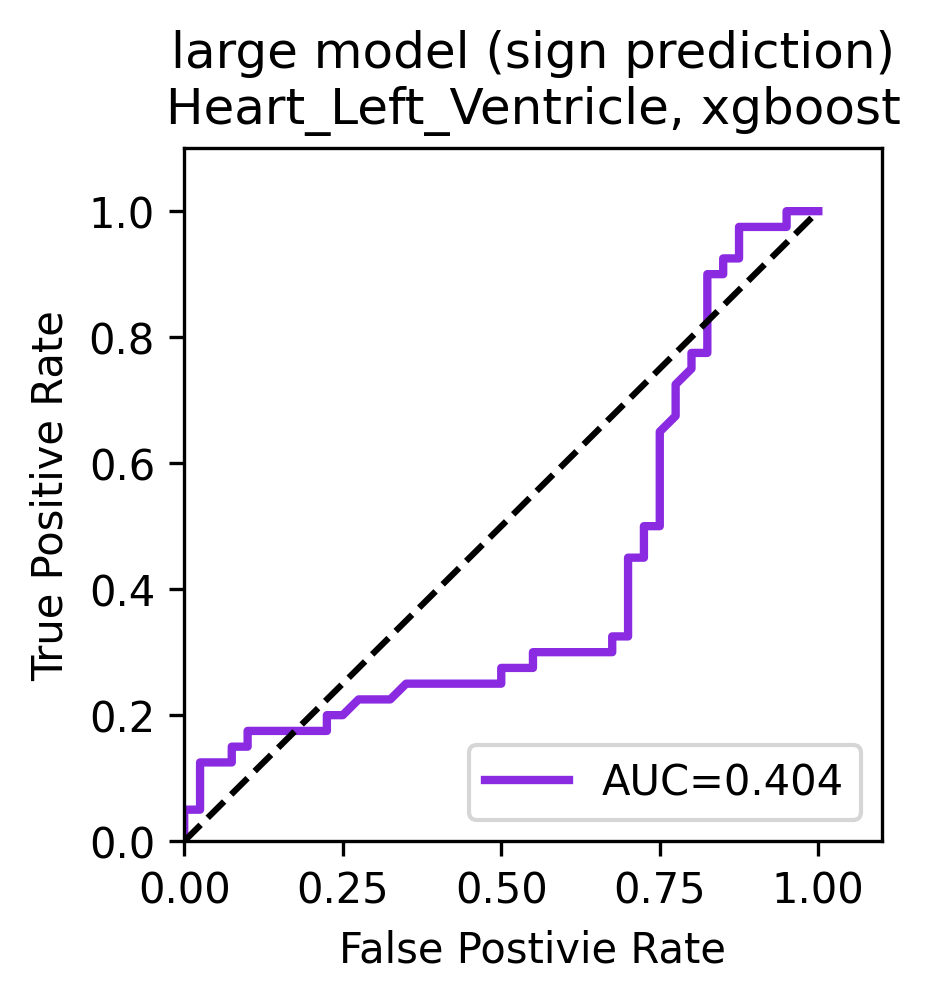 large model (sign prediction)
Heart_Left_Ventricle, xgboost
1.0
0.8
0.6
0.4
0.2
0.0
True Positive Rate
AUC=0.404
0.00 0.25 0.50 0.75 1.00
False Postivie Rate